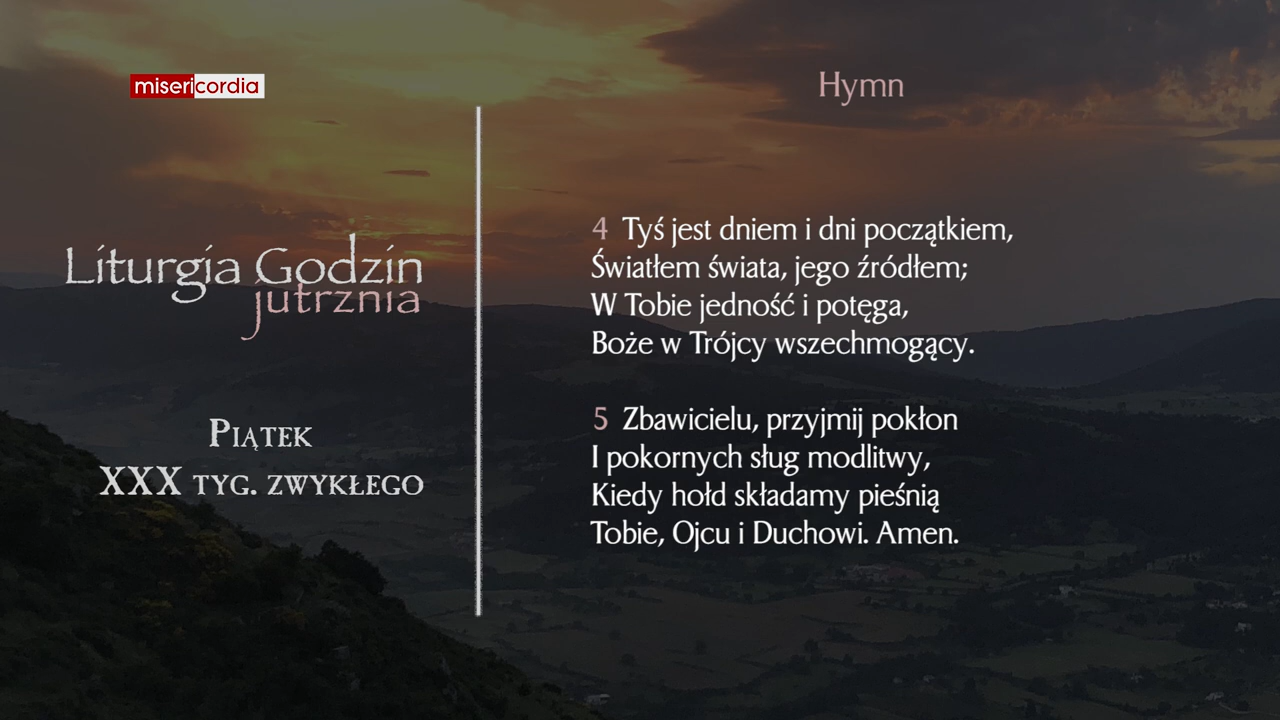 misericordia
Liturgia Godzin
jutrznia
Piątek
XXX tyg. zwykłego
Hymn
4 Tyś jest dniem i dni początkiem,
Światłem świata, jego źródłem;
W Tobie jedność i potęga,
Boże w Trójcy wszechmogący.
5 Zbawicielu, przyjmij pokłon
I pokornych sług modlitwy,
Kiedy hołd składamy pieśnią
Tobie, Ojcu i Duchowi. Amen.